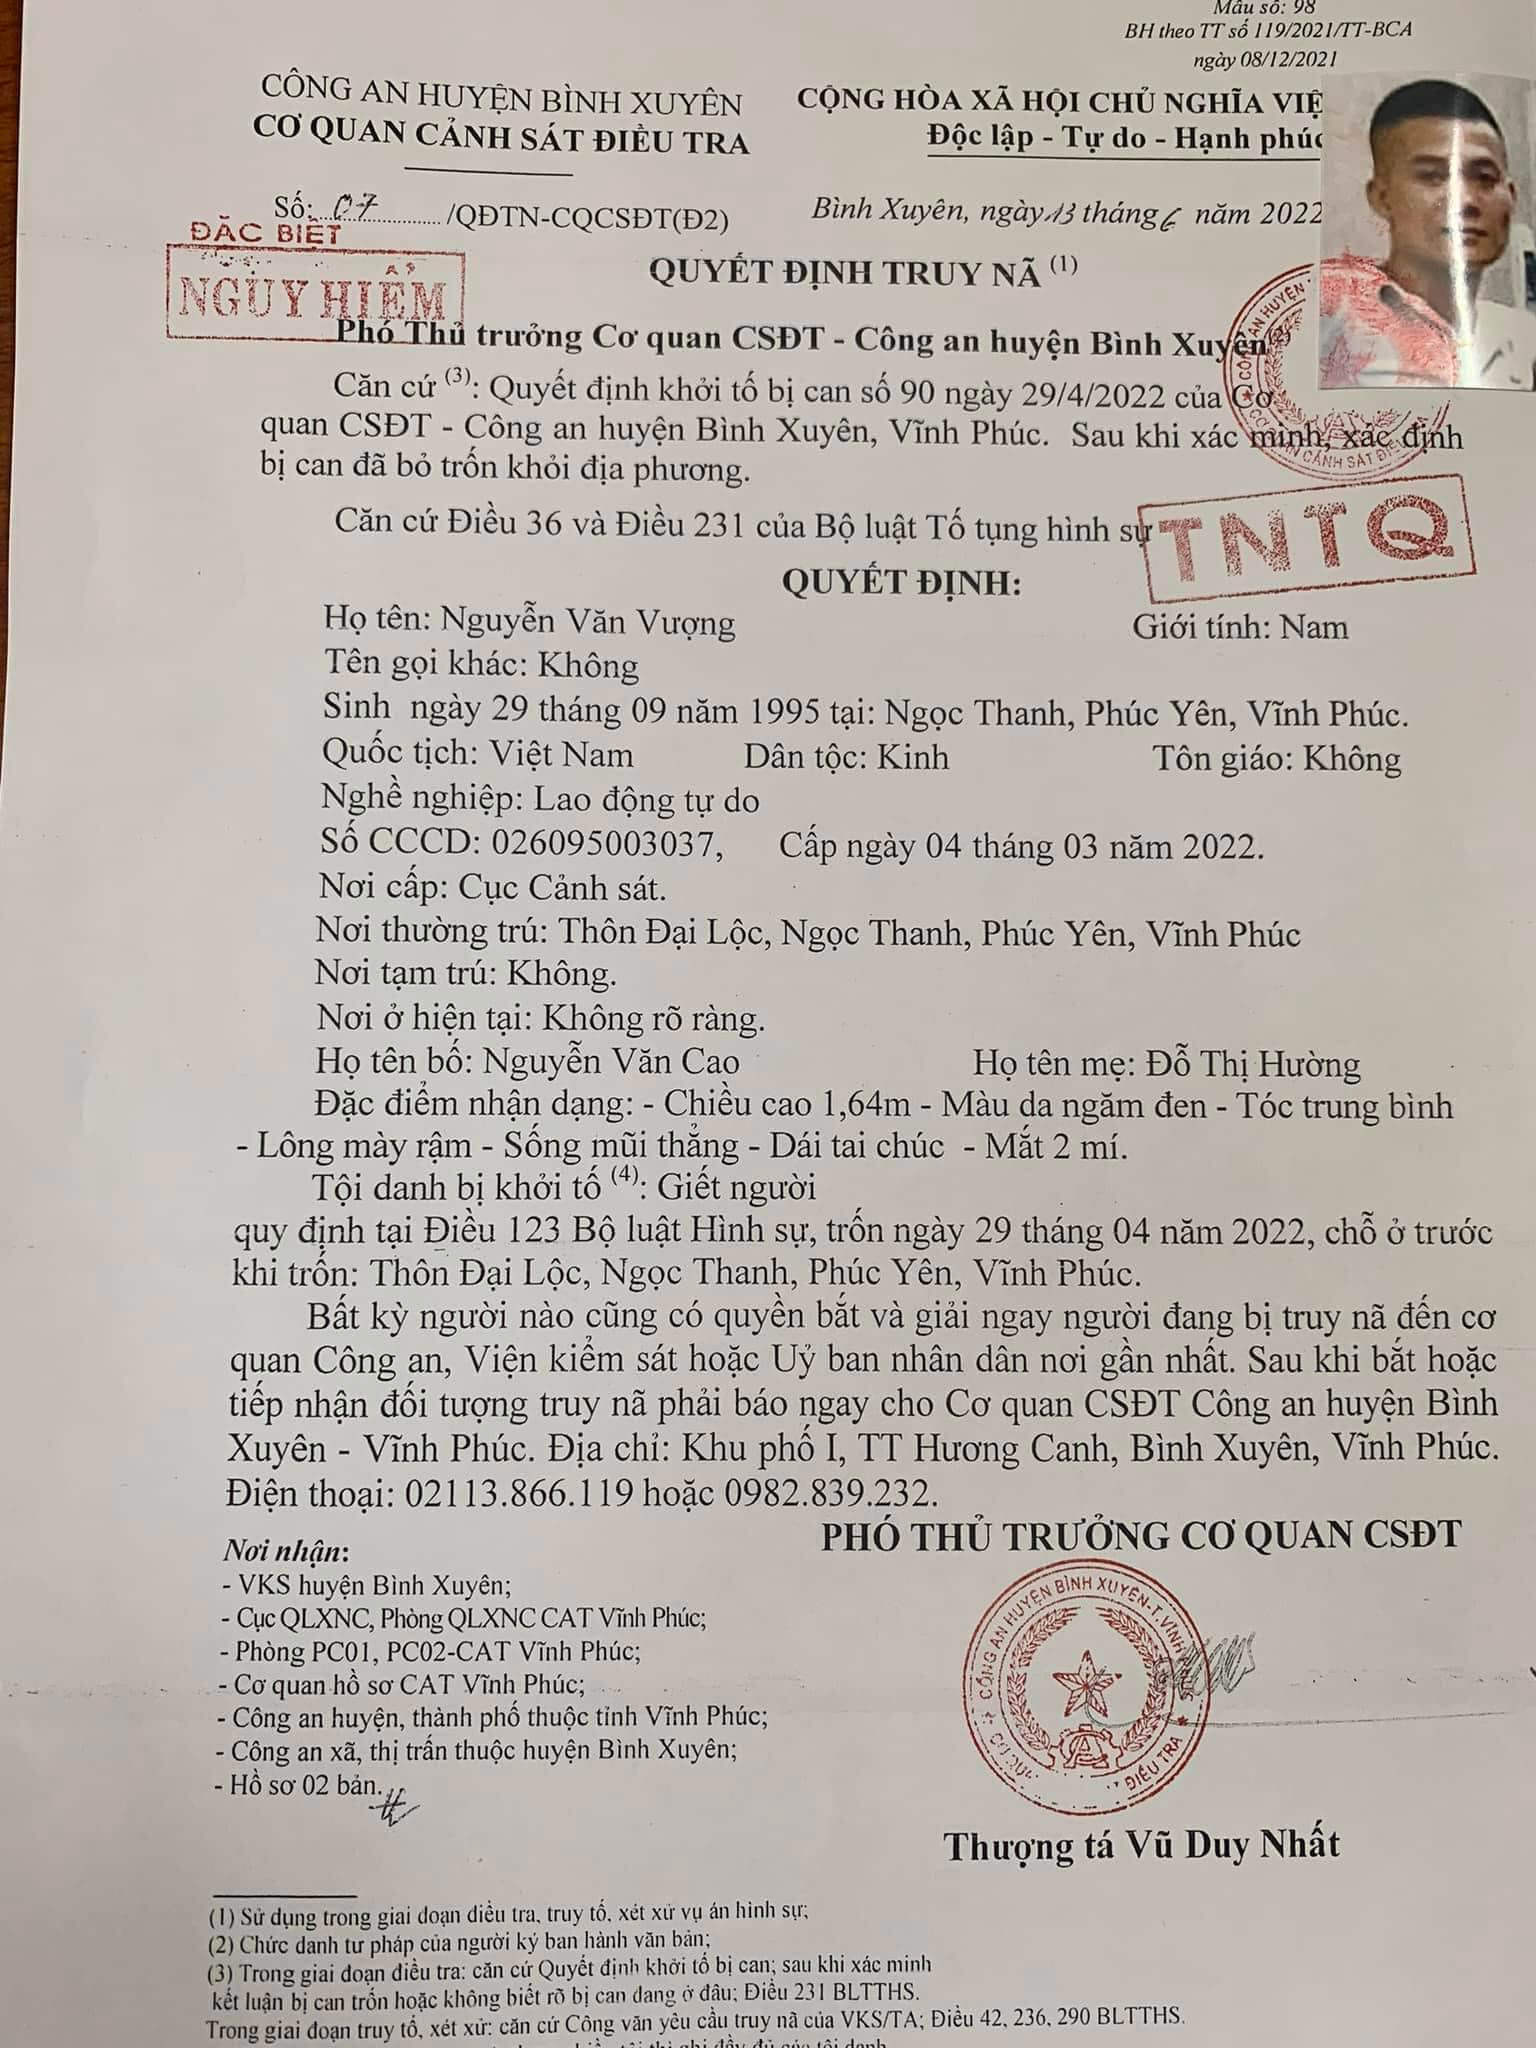 Mẫu số: 98
BH theo TT số 119/2021/TT-BCA
ngày 08/12/2021
CÔNG AN HUYỆN BÌNH XUYÊN
CƠ QUAN CẢNH SÁT ĐIỀU TRA
CỘNG HÒA XÃ HỘI CHỦ NGHĨA VIỆ
Độc lập - Tự do - Hạnh phúc
Số: 07 /QĐTN-CQCSĐT(Đ2)
Bình Xuyên, ngày 13 tháng 6 năm 2022
ĐẶC BIỆT
NGUY HIỂM
QUYẾT ĐỊNH TRUY NÃ (1)
Phó Thủ trưởng Cơ quan CSĐT - Công an huyện Bình Xuyên(2)
Căn cứ (3): Quyết định khởi tố bị can số 90 ngày 29/4/2022 của Cơ
quan CSĐT - Công an huyện Bình Xuyên, Vĩnh Phúc. Sau khi xác minh, xác định
bị can đã bỏ trốn khỏi địa phương.
Căn cứ Điều 36 và Điều 231 của Bộ luật Tố tụng hình sự
TNTQ
QUYẾT ĐỊNH:
Họ tên: Nguyễn Văn Vượng Giới tính: Nam
Tên gọi khác: Không
Sinh ngày 29 tháng 09 năm 1995 tại: Ngọc Thanh, Phúc Yên, Vĩnh Phúc.
Quốc tịch: Việt Nam Dân tộc: Kinh Tôn giáo: Không
Nghề nghiệp: Lao động tự do
Số CCCD: 026095003037, Cấp ngày 04 tháng 03 năm 2022.
Nơi cấp: Cục Cảnh sát.
Nơi thường trú: Thôn Đại Lộc, Ngọc Thanh, Phúc Yên, Vĩnh Phúc
Nơi tạm trú: Không.
Nơi ở hiện tại: Không rõ ràng.
Họ tên bố: Nguyễn Văn Cao Họ tên mẹ: Đỗ Thị Hường
Đặc điểm nhận dạng: - Chiều cao 1,64m - Màu da ngăm đen - Tóc trung bình
- Lông mày rậm - Sống mũi thẳng - Dái tai chúc - Mắt 2 mí.
Tội danh bị khởi tố (4): Giết người
quy định tại Điều 123 Bộ luật Hình sự, trốn ngày 29 tháng 04 năm 2022, chỗ ở trước
khi trốn: Thôn Đại Lộc, Ngọc Thanh, Phúc Yên, Vĩnh Phúc.
Bất kỳ người nào cũng có quyền bắt và giải ngay người đang bị truy nã đến cơ
quan Công an, Viện kiểm sát hoặc Uỷ ban nhân dân nơi gần nhất. Sau khi bắt hoặc
tiếp nhận đối tượng truy nã phải báo ngay cho Cơ quan CSĐT Công an huyện Bình
Xuyên - Vĩnh Phúc. Địa chỉ: Khu phố I, TT Hương Canh, Bình Xuyên, Vĩnh Phúc.
Điện thoại: 02113.866.119 hoặc 0982.839.232.
PHÓ THỦ TRƯỞNG CƠ QUAN CSĐT
Nơi nhận:
- VKS huyện Bình Xuyên;
- Cục QLXNC, Phòng QLXNC CAT Vĩnh Phúc;
- Phòng PC01, PC02-CAT Vĩnh Phúc;
- Cơ quan hồ sơ CAT Vĩnh Phúc;
- Công an huyện, thành phố thuộc tỉnh Vĩnh Phúc;
- Công an xã, thị trấn thuộc huyện Bình Xuyên;
- Hồ sơ 02 bản.
CÔNG AN HUYỆN BÌNH XUYÊN-T.VĨNH
ĐIỀU TRA
Thượng tá Vũ Duy Nhất
(1) Sử dụng trong giai đoạn điều tra, truy tố, xét xử vụ án hình sự;
(2) Chức danh tư pháp của người ký ban hành văn bản;
(3) Trong giai đoạn điều tra: căn cứ Quyết định khởi tố bị can; sau khi xác minh
kết luận bị can trốn hoặc không biết rõ bị can đang ở đâu; Điều 231 BLTTHS.
Trong giai đoạn truy tố, xét xử: căn cứ Công văn yêu cầu truy nã của VKS/TA; Điều 42, 236, 290 BLTTHS.